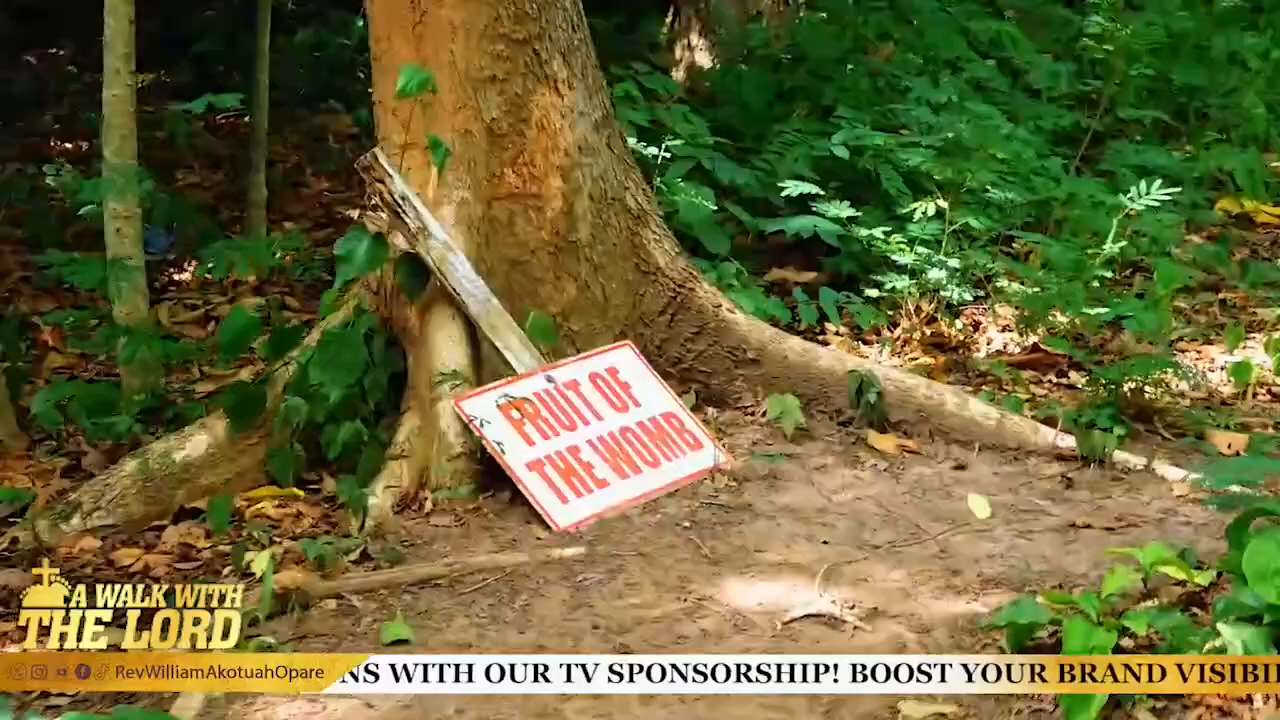 FRUIT OF
THE WOMB
A WALK WITH
THE LORD
RevWilliamAkotuahOpare
NS WITH OUR TV SPONSORSHIP! BOOST YOUR BRAND VISIBI